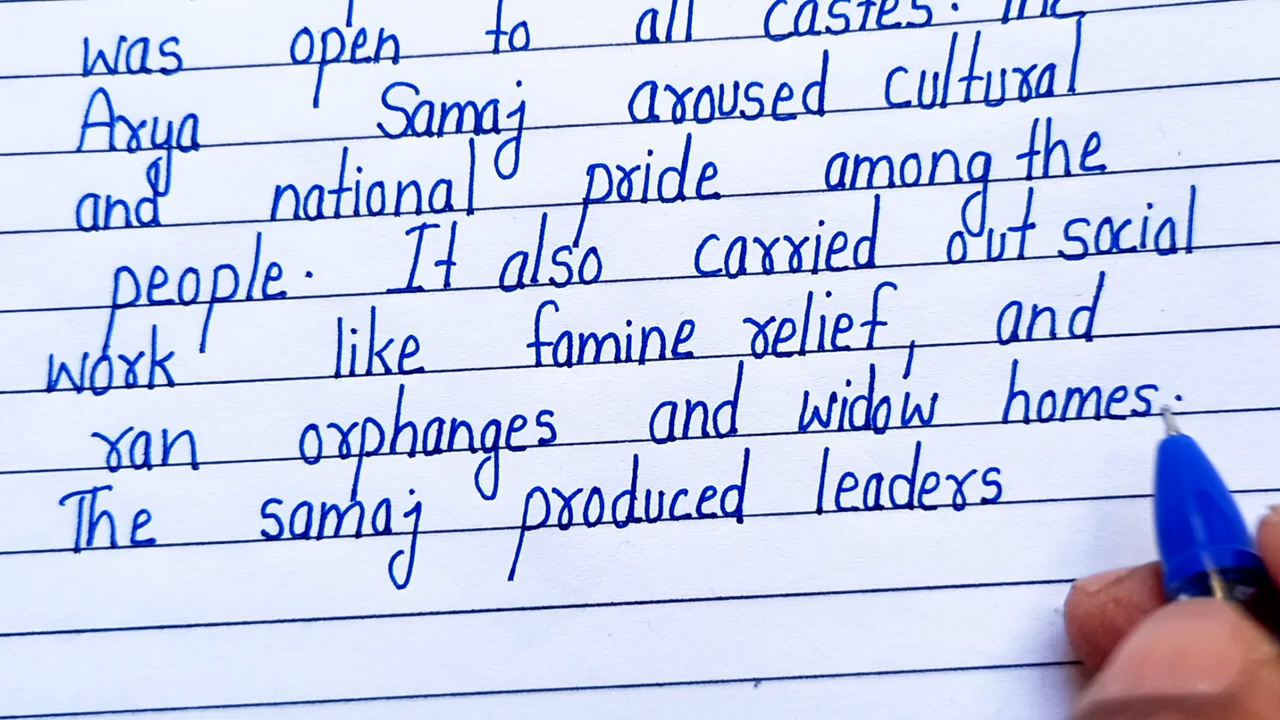 was open to all castes. The
Arya Samaj aroused cultural
and national pride among the
people. It also carried out social
work like famine relief, and
ran orphanges and widow homes.
The samaj produced leaders